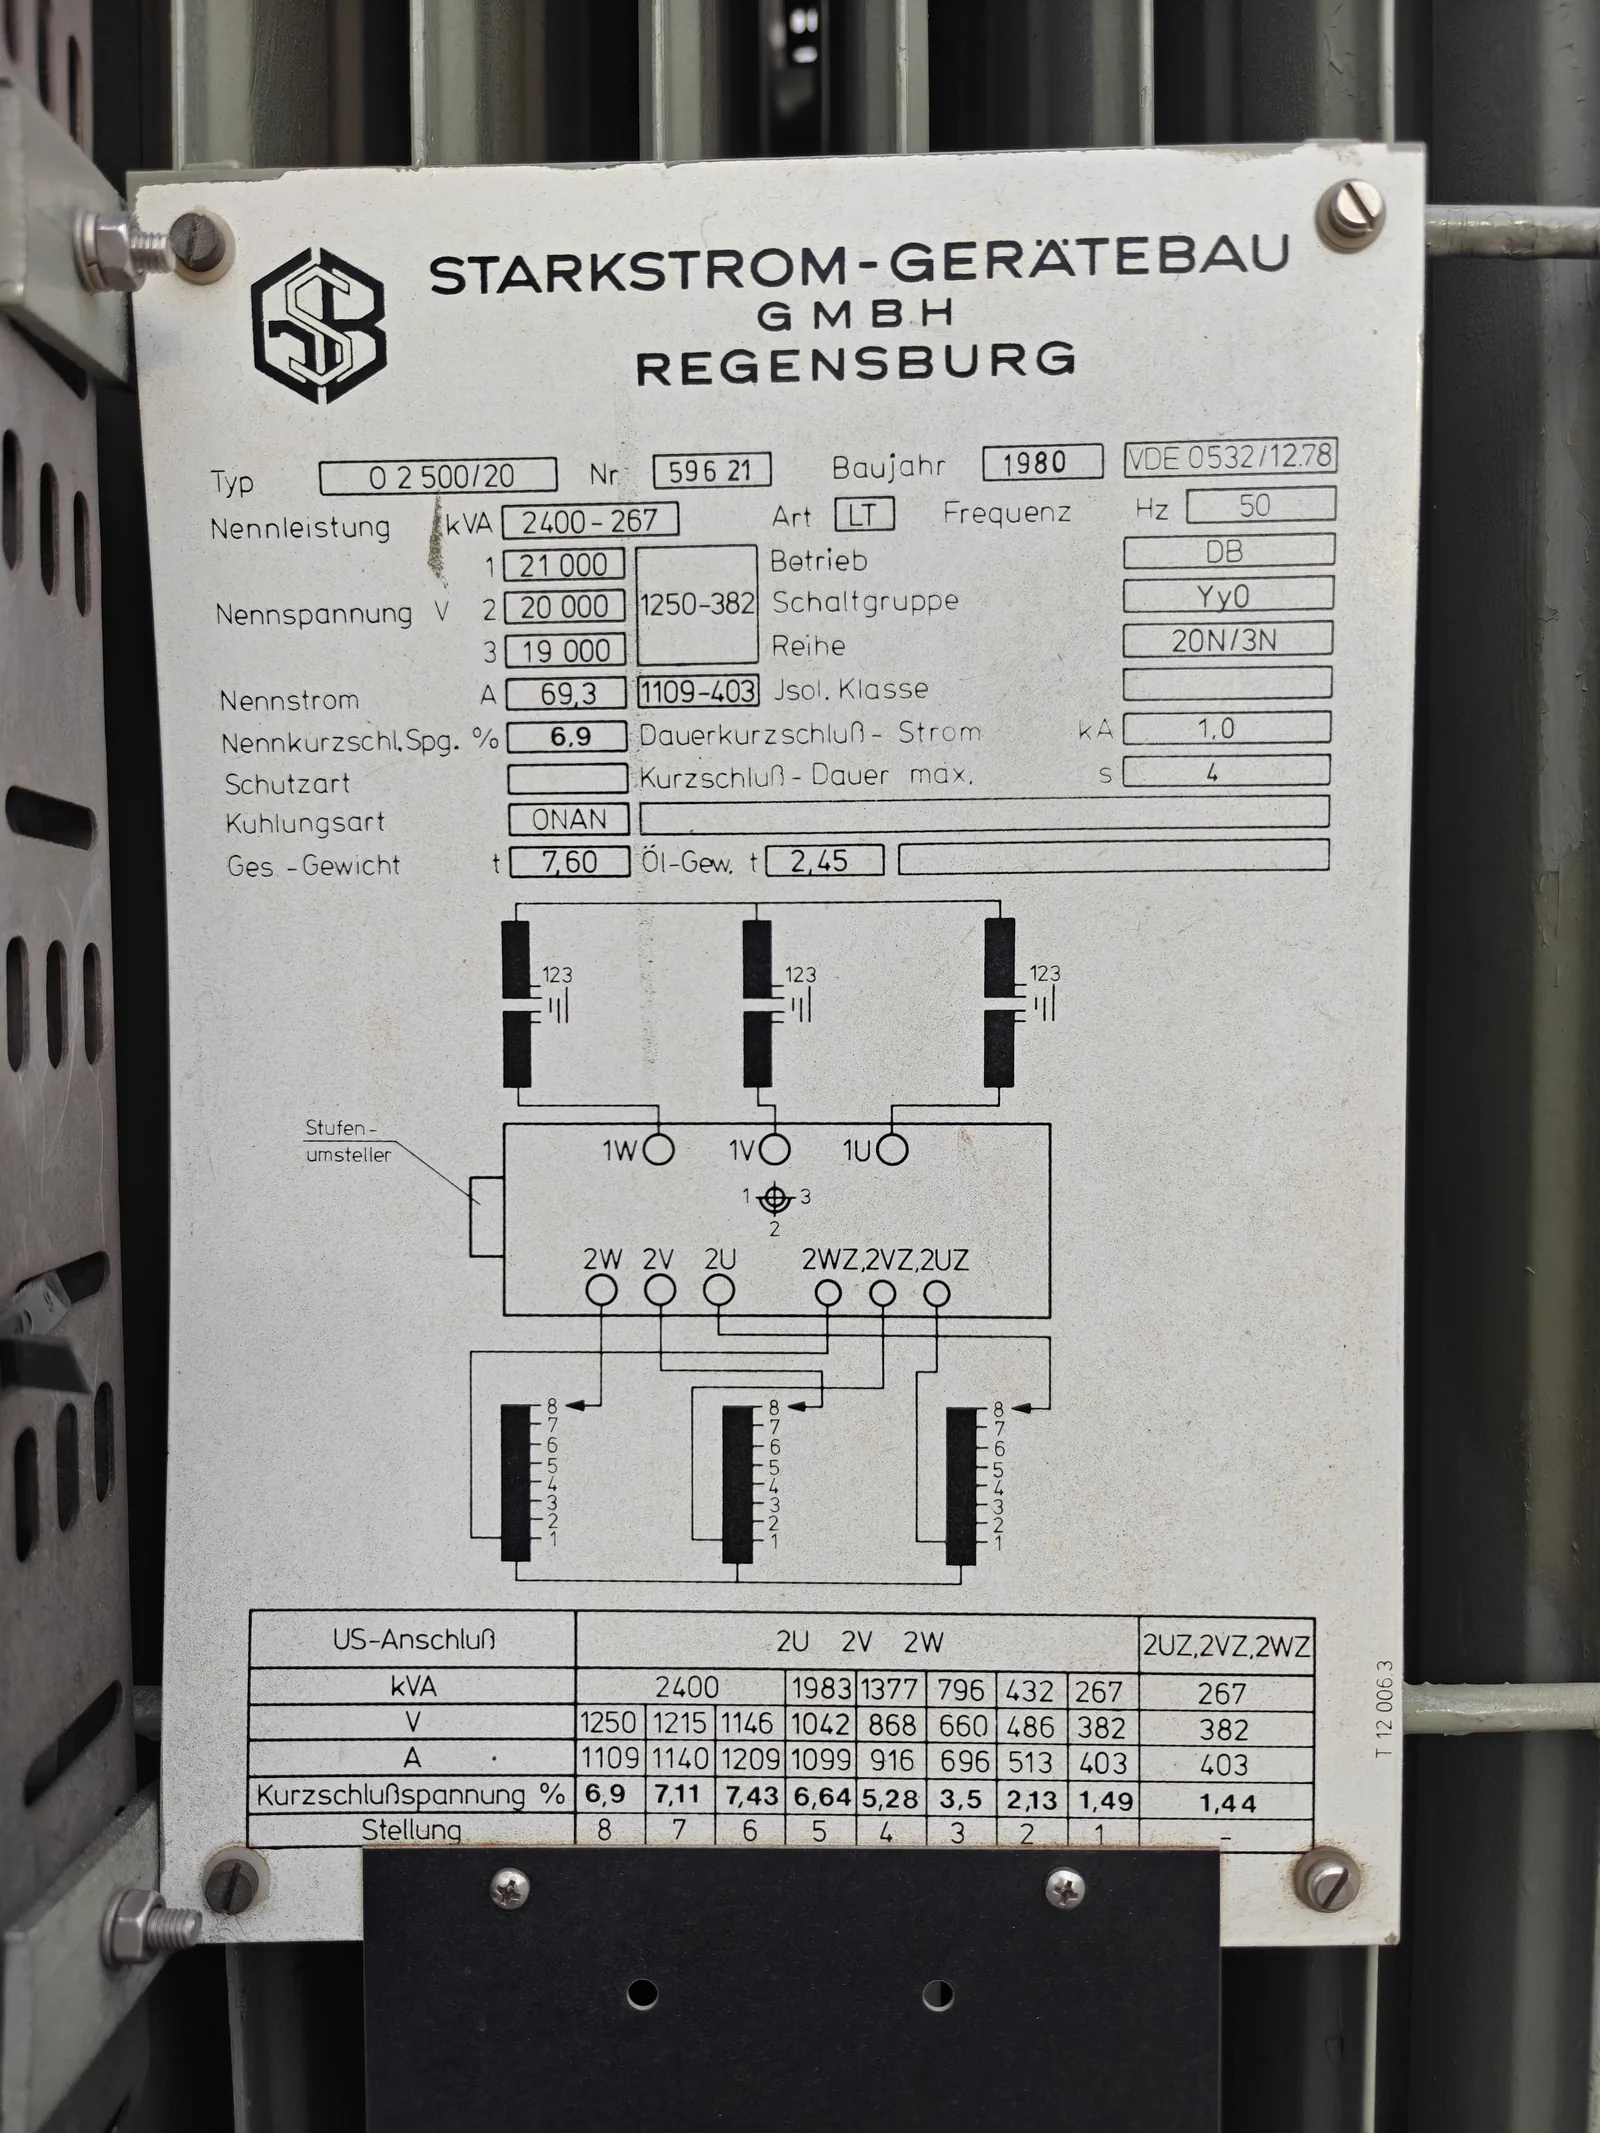 GSB
STARKSTROM-GERÄTEBAU
GMBH
REGENSBURG
Typ O 2 500/20 Nr. 596 21 Baujahr 1980 VDE 0532/12.78
Nennleistung kVA 2400-267 Art LT Frequenz Hz 50
1 21 000 Betrieb DB
Nennspannung V 2 20 000 1250-382 Schaltgruppe Yy0
3 19 000 Reihe 20N/3N
Nennstrom A 69,3 1109-403 Jsol. Klasse
Nennkurzschl.Spg. % 6,9 Dauerkurzschluß-Strom kA 1,0
Schutzart Kurzschluß-Dauer max. s 4
Kuhlungsart ONAN
Ges.-Gewicht t 7,60 Öl-Gew. t 2,45
123 123 123
Stufen-
umsteller
1W 1V 1U
1 3
2
2W 2V 2U 2WZ,2VZ,2UZ
8 8 8
7 7 7
6 6 6
5 5 5
4 4 4
3 3 3
2 2 2
1 1 1
US-Anschluß 2U 2V 2W 2UZ,2VZ,2WZ
kVA 2400 1983 1377 796 432 267 267
V 1250 1215 1146 1042 868 660 486 382 382
A 1109 1140 1209 1099 916 696 513 403 403
Kurzschlußspannung % 6,9 7,11 7,43 6,64 5,28 3,5 2,13 1,49 1,44
Stellung 8 7 6 5 4 3 2 1 -
T 12 006.3